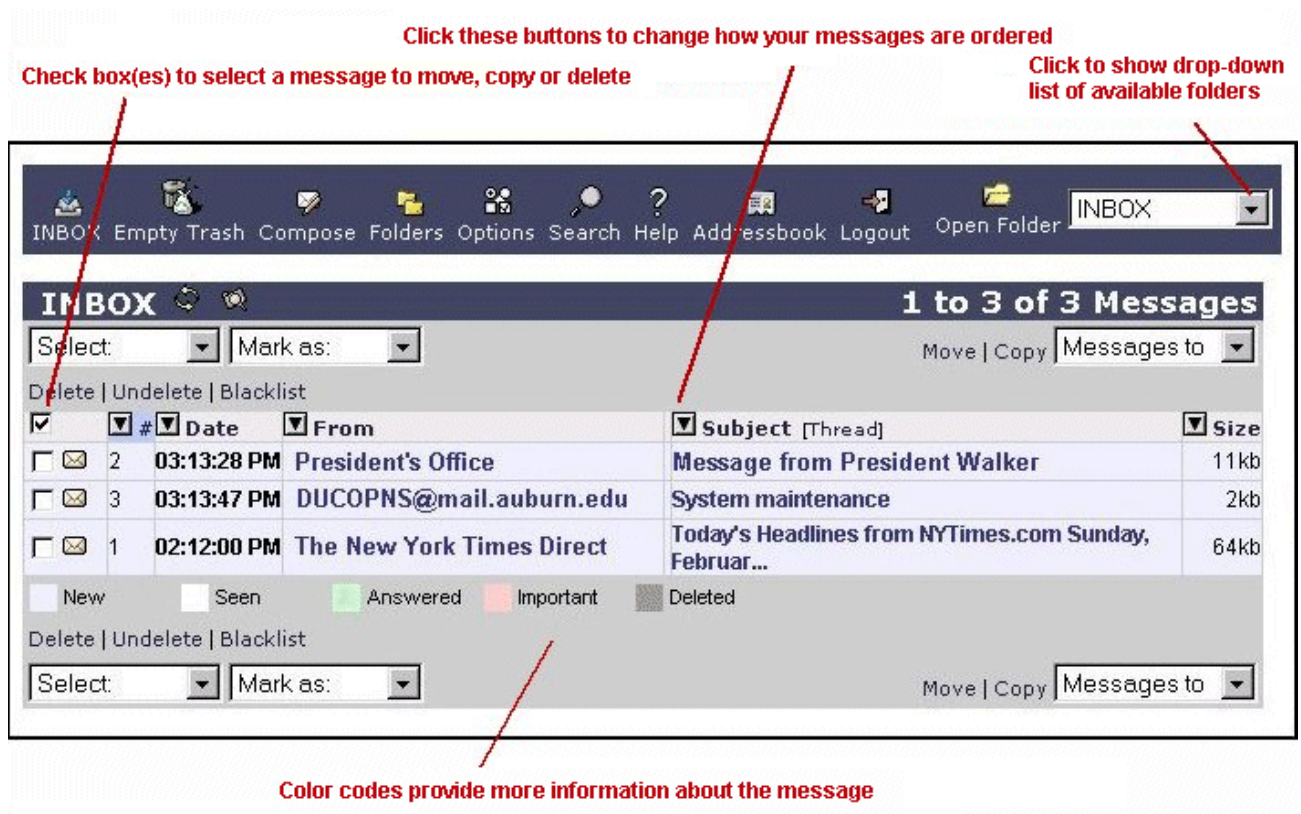 Click these buttons to change how your messages are ordered
Check box(es) to select a message to move, copy or delete
Click to show drop-down
list of available folders
INBOX Empty Trash Compose Folders Options Search Help Addressbook Logout Open Folder INBOX
INBOX 1 to 3 of 3 Messages
Select: Mark as: Move | Copy Messages to
Delete | Undelete | Blacklist
# Date From Subject [Thread] Size
2 03:13:28 PM President's Office Message from President Walker 11kb
3 03:13:47 PM DUCOPNS@mail.auburn.edu System maintenance 2kb
1 02:12:00 PM The New York Times Direct Today's Headlines from NYTimes.com Sunday, 64kb
Februar...
New Seen Answered Important Deleted
Delete | Undelete | Blacklist
Select: Mark as: Move | Copy Messages to
Color codes provide more information about the message